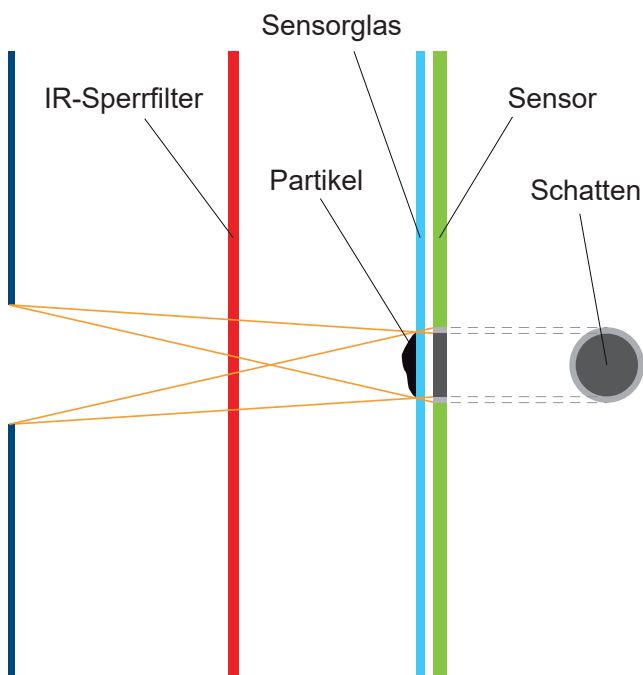 Sensorglas
IR-Sperrfilter
Sensor
Partikel
Schatten